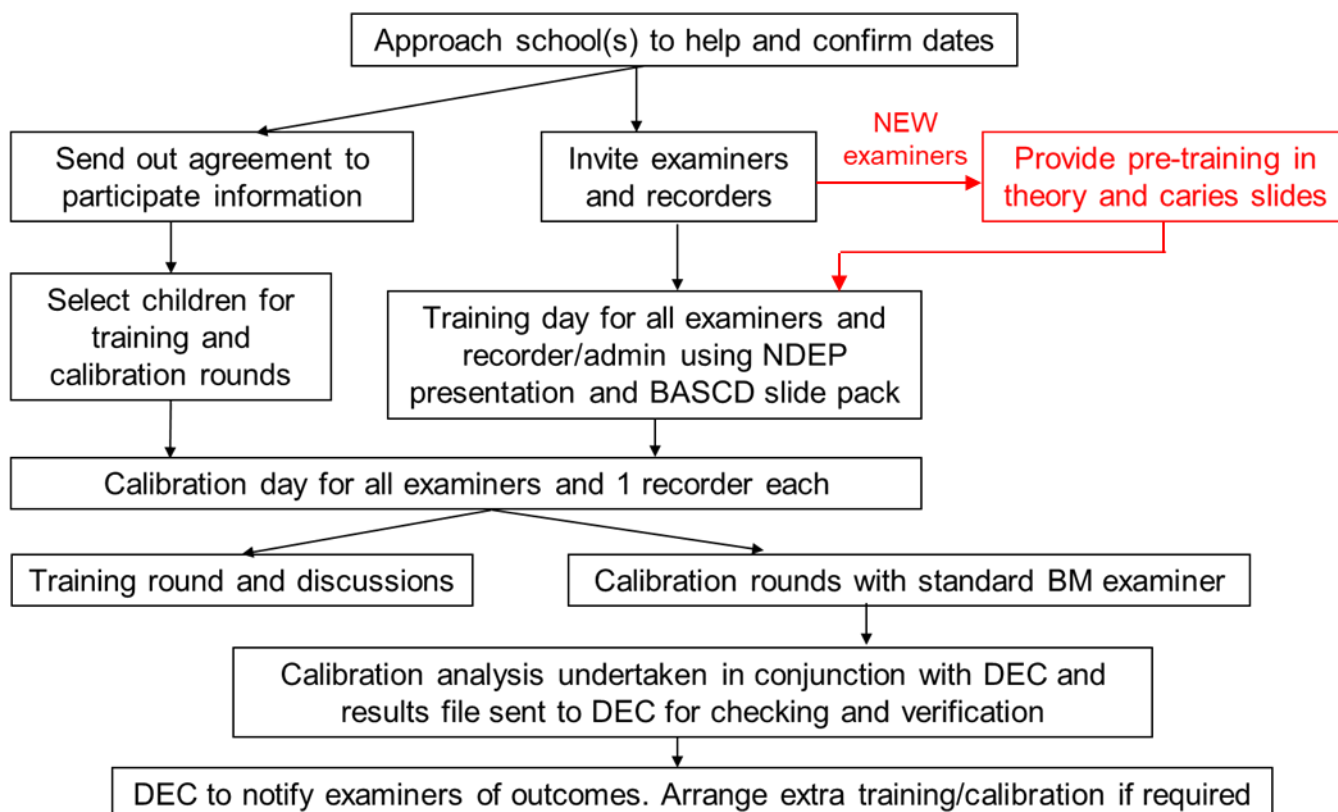 Approach school(s) to help and confirm dates
Send out agreement to
participate information
Invite examiners
and recorders
NEW
examiners
Provide pre-training in
theory and caries slides
Select children for
training and
calibration rounds
Training day for all examiners and
recorder/admin using NDEP
presentation and BASCD slide pack
Calibration day for all examiners and 1 recorder each
Training round and discussions
Calibration rounds with standard BM examiner
Calibration analysis undertaken in conjunction with DEC and
results file sent to DEC for checking and verification
DEC to notify examiners of outcomes. Arrange extra training/calibration if required